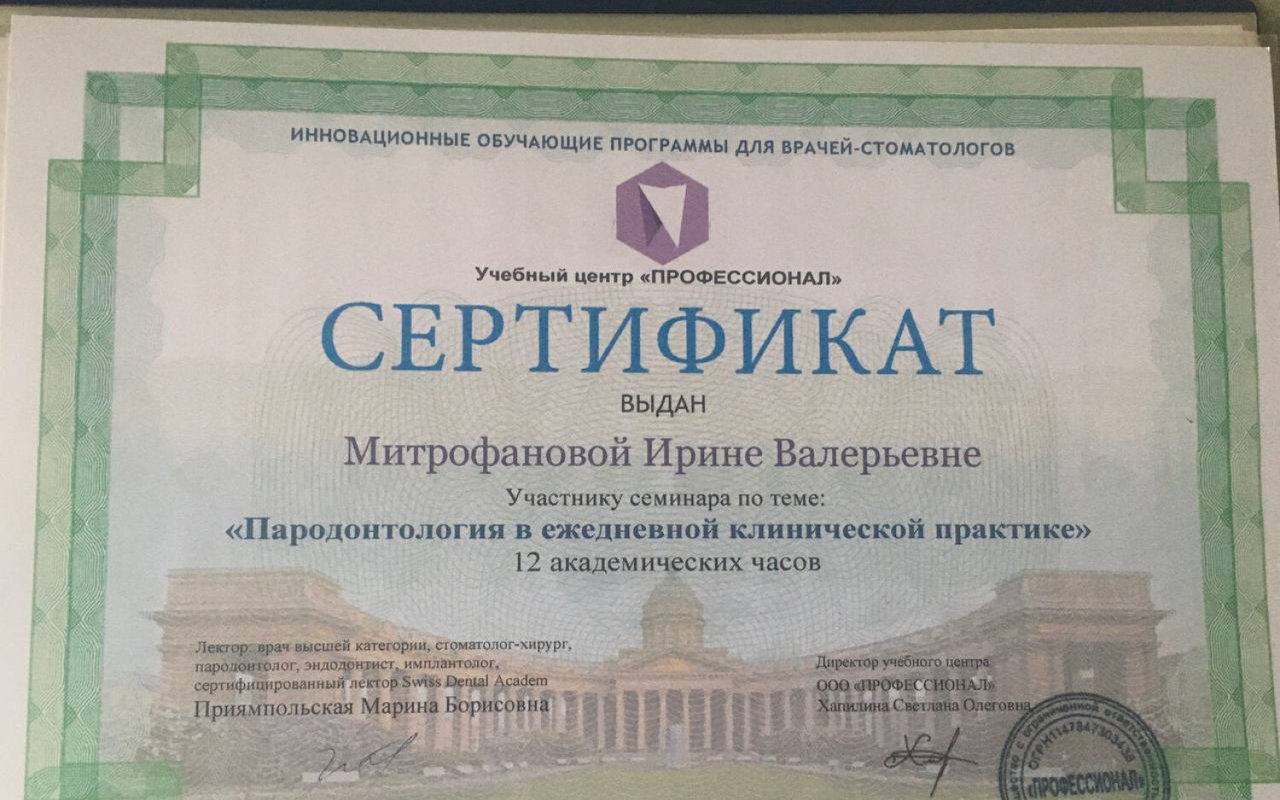 ИННОВАЦИОННЫЕ ОБУЧАЮЩИЕ ПРОГРАММЫ ДЛЯ ВРАЧЕЙ-СТОМАТОЛОГОВ
Учебный центр «ПРОФЕССИОНАЛ»
СЕРТИФИКАТ
ВЫДАН
Митрофановой Ирине Валерьевне
Участнику семинара по теме:
«Пародонтология в ежедневной клинической практике»
12 академических часов
Лектор: врач высшей категории, стоматолог-хирург,
пародонтолог, эндодонтист, имплантолог,
сертифицированный лектор Swiss Dental Academ
Приямпольская Марина Борисовна
Директор учебного центра
ООО «ПРОФЕССИОНАЛ»
Хапилина Светлана Олеговна
с ограниченной ответственностью
«ПРОФЕССИОНАЛ»